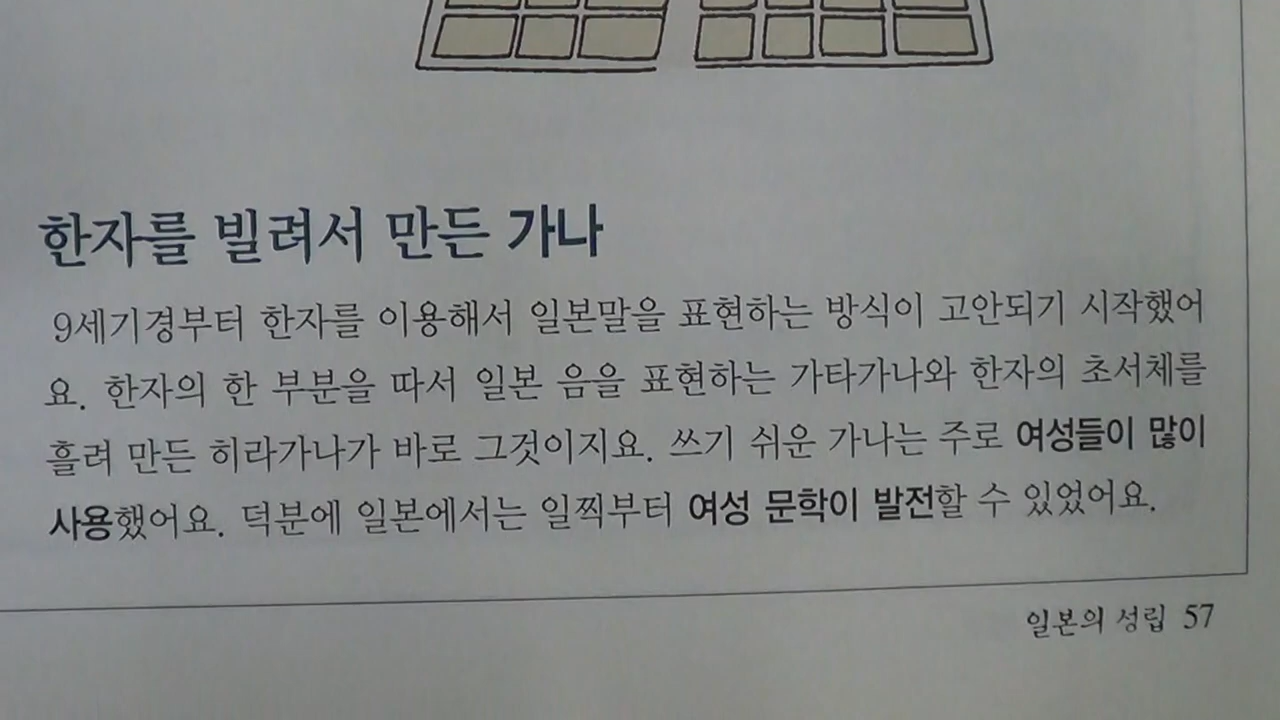 한자를 빌려서 만든 가나
9세기경부터 한자를 이용해서 일본말을 표현하는 방식이 고안되기 시작했어
요. 한자의 한 부분을 따서 일본 음을 표현하는 가타가나와 한자의 초서체를
흘려 만든 히라가나가 바로 그것이지요. 쓰기 쉬운 가나는 주로 여성들이 많이
사용했어요. 덕분에 일본에서는 일찍부터 여성 문학이 발전할 수 있었어요.
일본의 성립 57